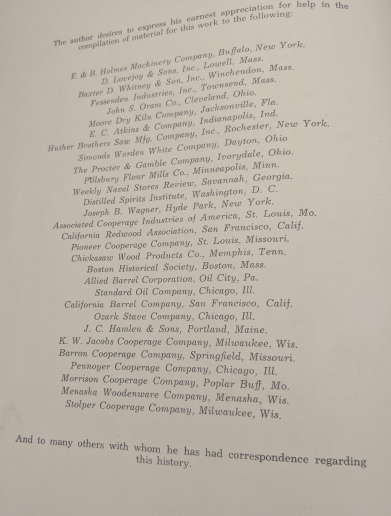 The author desires to express his earnest appreciation for help in the
compilation of material for this work to the following:
E. & B. Holmes Machinery Company, Buffalo, New York.
D. Lovejoy & Sons, Inc., Lowell, Mass.
Baxter D. Whitney & Son, Inc., Winchendon, Mass.
Fessenden Industries, Inc., Townsend, Mass.
John S. Oram Co., Cleveland, Ohio.
Moore Dry Kiln Company, Jacksonville, Fla.
E. C. Atkins & Company, Indianapolis, Ind.
Huther Brothers Saw Mfg. Company, Inc., Rochester, New York.
Simonds Worden White Company, Dayton, Ohio
The Procter & Gamble Company, Ivorydale, Ohio.
Pillsbury Flour Mills Co., Minneapolis, Minn.
Weekly Naval Stores Review, Savannah, Georgia.
Distilled Spirits Institute, Washington, D. C.
Joseph B. Wagner, Hyde Park, New York.
Associated Cooperage Industries of America, St. Louis, Mo.
California Redwood Association, San Francisco, Calif.
Pioneer Cooperage Company, St. Louis, Missouri.
Chickasaw Wood Products Co., Memphis, Tenn.
Boston Historical Society, Boston, Mass.
Allied Barrel Corporation, Oil City, Pa.
Standard Oil Company, Chicago, Ill.
California Barrel Company, San Francisco, Calif.
Ozark Stave Company, Chicago, Ill.
J. C. Hamlen & Sons, Portland, Maine.
K. W. Jacobs Cooperage Company, Milwaukee, Wis.
Barron Cooperage Company, Springfield, Missouri.
Pennoyer Cooperage Company, Chicago, Ill.
Morrison Cooperage Company, Poplar Buff, Mo.
Menasha Woodenware Company, Menasha, Wis.
Stolper Cooperage Company, Milwaukee, Wis.
And to many others with whom he has had correspondence regarding
this history.